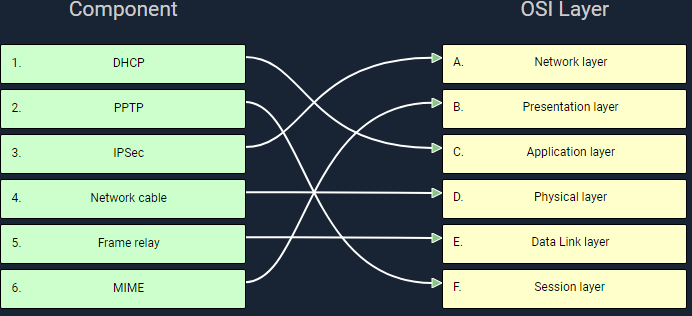 Component OSI Layer
1. DHCP A. Network layer
2. PPTP B. Presentation layer
3. IPSec C. Application layer
4. Network cable D. Physical layer
5. Frame relay E. Data Link layer
6. MIME F. Session layer